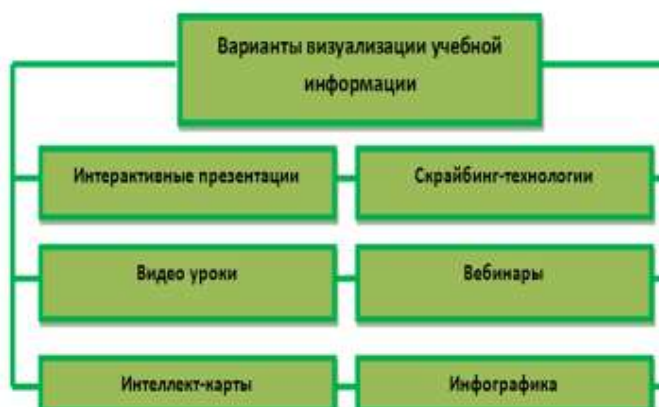 Варианты визуализации учебной
информации
Интерактивные презентации
Скрайбинг-технологии
Видео уроки
Вебинары
Интеллект-карты
Инфографика